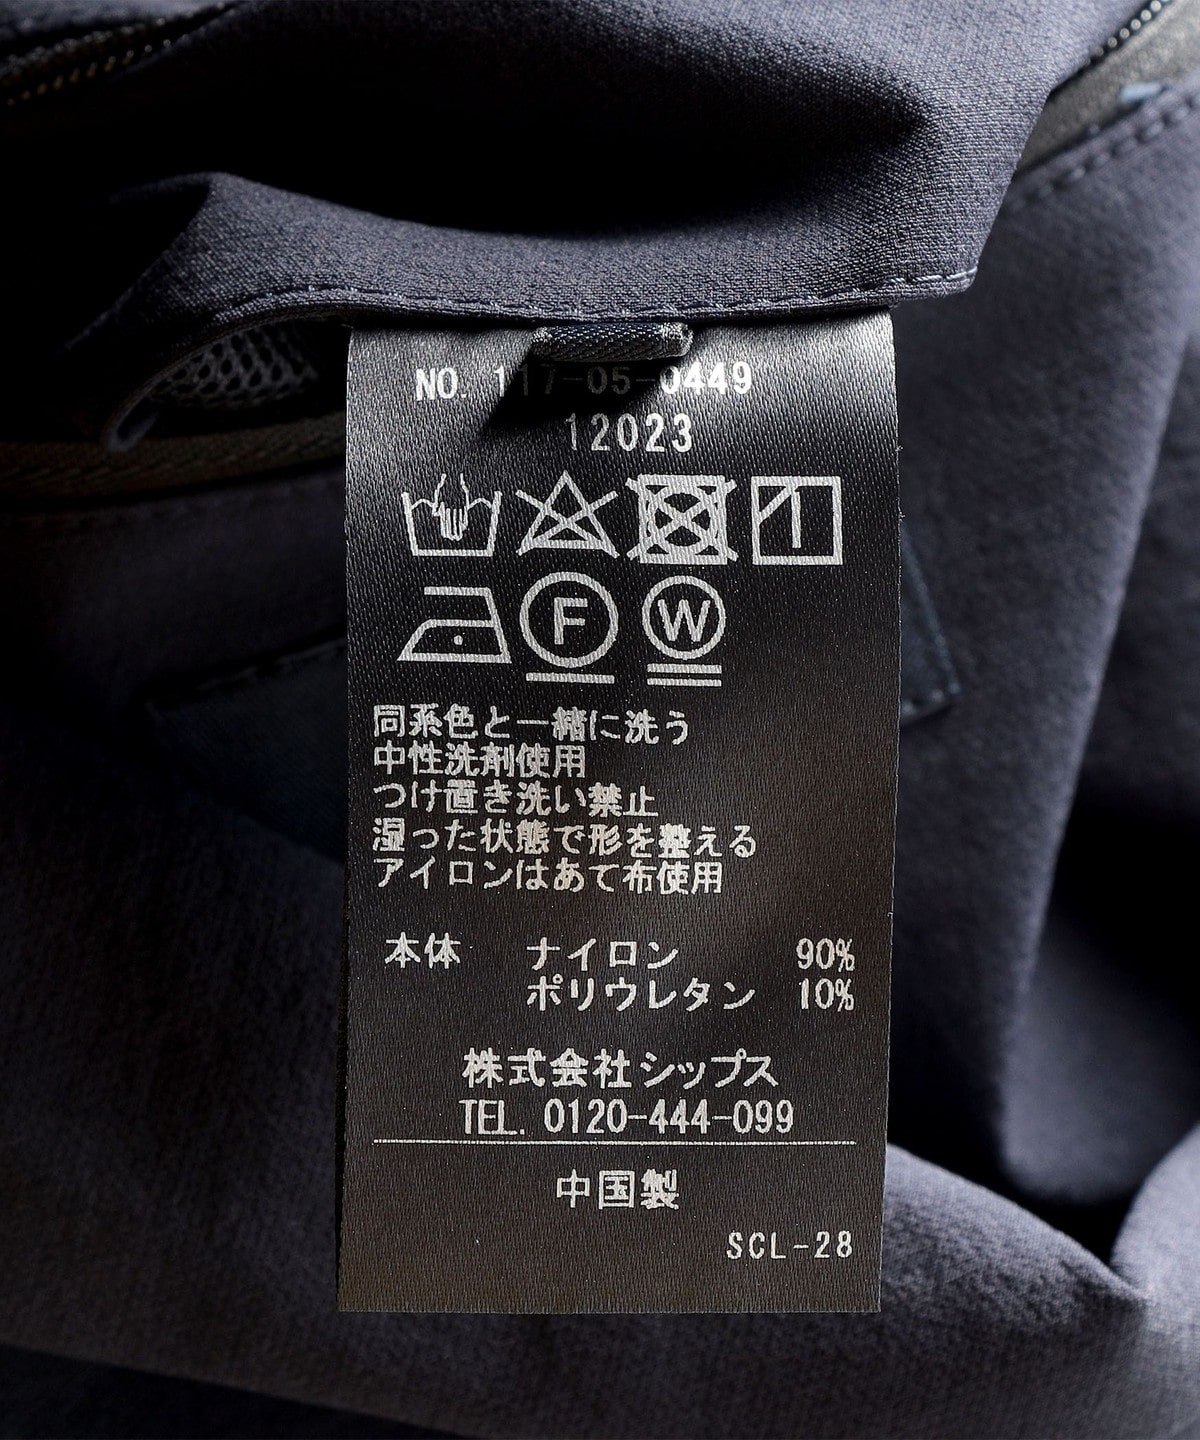 NO. 117-05-0449
12023
F W
同系色と一緒に洗う
中性洗剤使用
つけ置き洗い禁止
湿った状態で形を整える
アイロンはあて布使用
本体 ナイロン 90%
ポリウレタン 10%
株式会社シップス
TEL. 0120-444-099
中国製
SCL-28